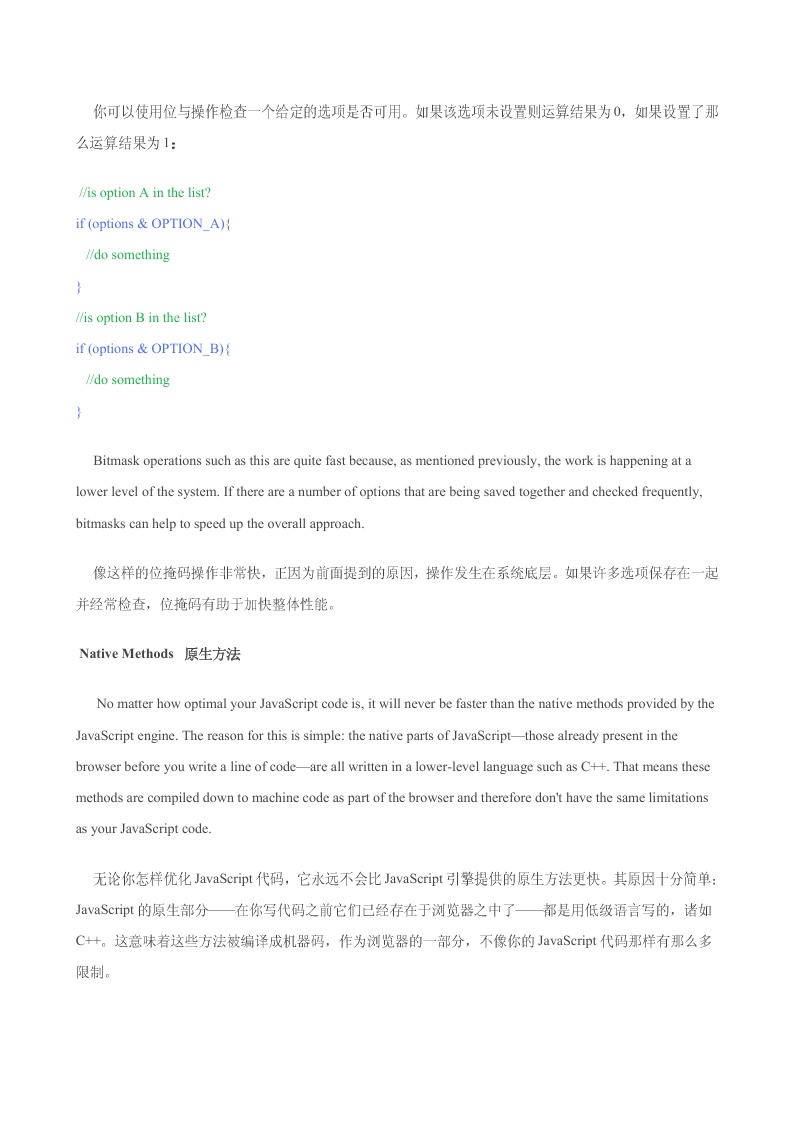 你可以使用位与操作检查一个给定的选项是否可用。如果该选项未设置则运算结果为 0，如果设置了那
么运算结果为 1：
//is option A in the list?
if (options & OPTION_A){
//do something
}
//is option B in the list?
if (options & OPTION_B){
//do something
}
Bitmask operations such as this are quite fast because, as mentioned previously, the work is happening at a
lower level of the system. If there are a number of options that are being saved together and checked frequently,
bitmasks can help to speed up the overall approach.
像这样的位掩码操作非常快，正因为前面提到的原因，操作发生在系统底层。如果许多选项保存在一起
并经常检查，位掩码有助于加快整体性能。
Native Methods 原生方法
No matter how optimal your JavaScript code is, it will never be faster than the native methods provided by the
JavaScript engine. The reason for this is simple: the native parts of JavaScript—those already present in the
browser before you write a line of code—are all written in a lower-level language such as C++. That means these
methods are compiled down to machine code as part of the browser and therefore don't have the same limitations
as your JavaScript code.
无论你怎样优化 JavaScript 代码，它永远不会比 JavaScript 引擎提供的原生方法更快。其原因十分简单：
JavaScript 的原生部分——在你写代码之前它们已经存在于浏览器之中了——都是用低级语言写的，诸如
C++。这意味着这些方法被编译成机器码，作为浏览器的一部分，不像你的 JavaScript 代码那样有那么多
限制。